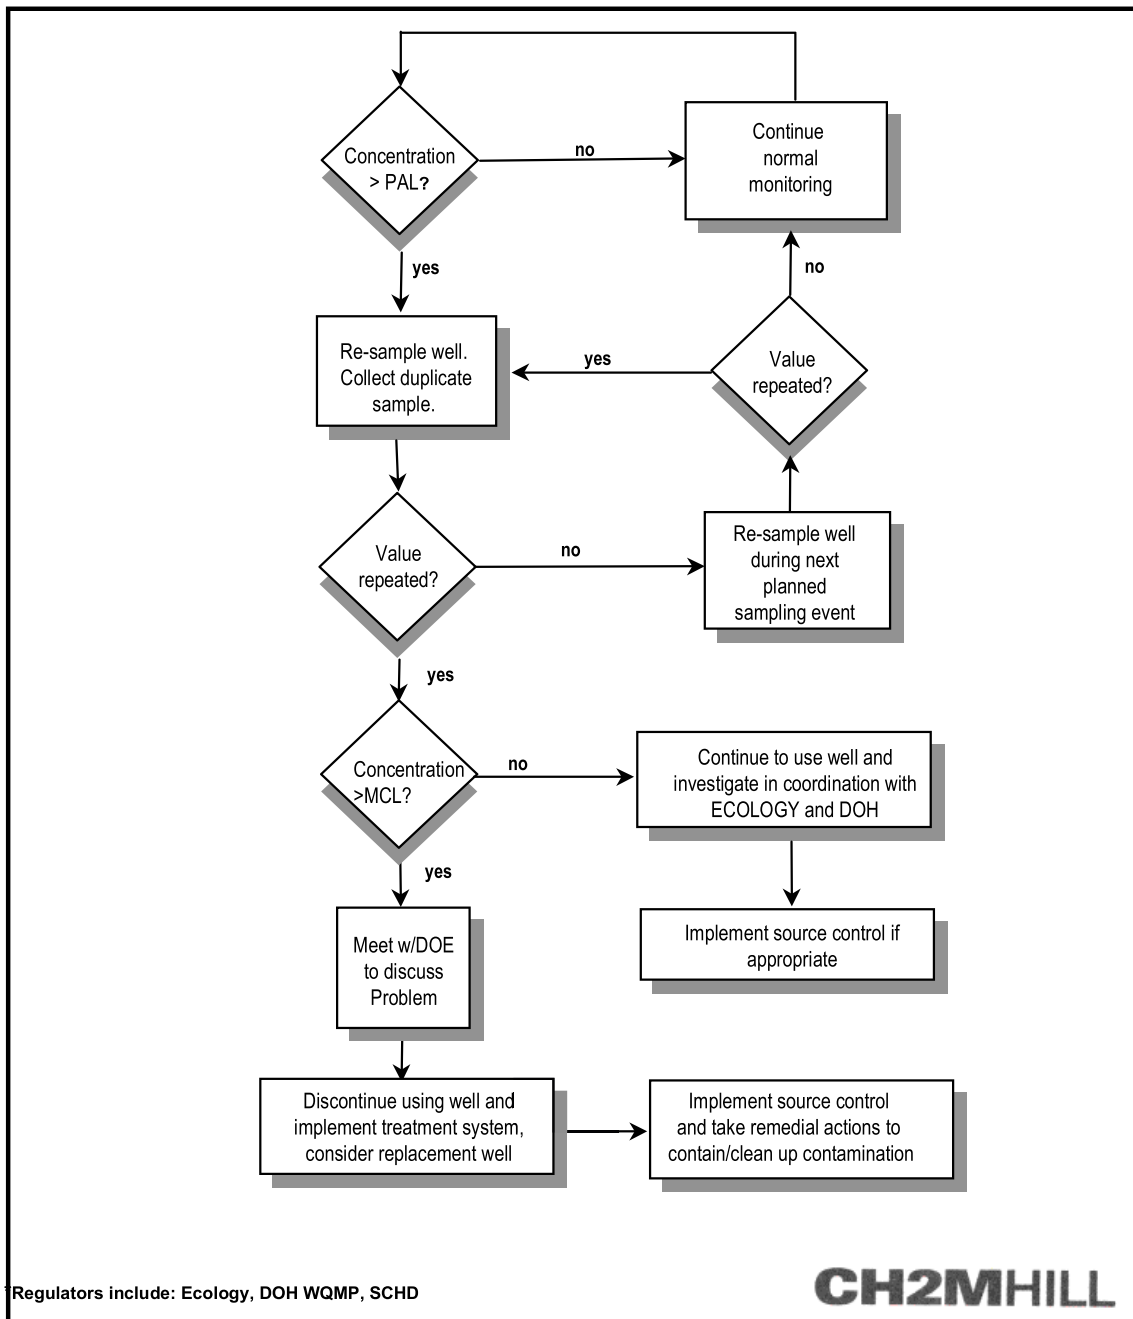 Concentration
> PAL?
no
Continue
normal
monitoring
yes
no
Re-sample well.
Collect duplicate
sample.
yes
Value
repeated?
Value
repeated?
no
Re-sample well
during next
planned
sampling event
yes
Concentration
>MCL?
no
Continue to use well and
investigate in coordination with
ECOLOGY and DOH
yes
Meet w/DOE
to discuss
Problem
Implement source control if
appropriate
Discontinue using well and
implement treatment system,
consider replacement well
Implement source control
and take remedial actions to
contain/clean up contamination
*Regulators include: Ecology, DOH WQMP, SCHD
CH2MHILL